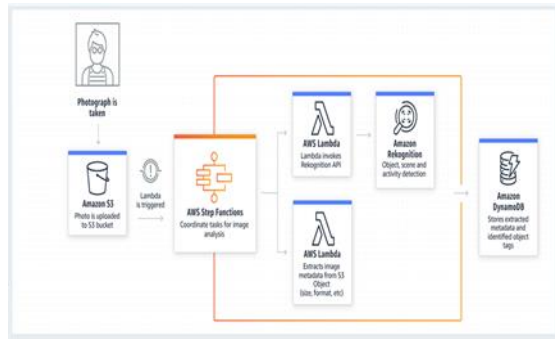 Photograph is
taken
Amazon S3
Photo is uploaded
to S3 bucket
Lambda
is triggered
AWS Step Functions
Coordinate tasks for image
analysis
AWS Lambda
Lambda invokes
Rekognition API
Amazon
Rekognition
Object, scene and
activity detection
AWS Lambda
Extracts image
metadata from S3
Object
(size, format, etc)
Amazon
DynamoDB
Stores extracted
metadata and
identified object
tags